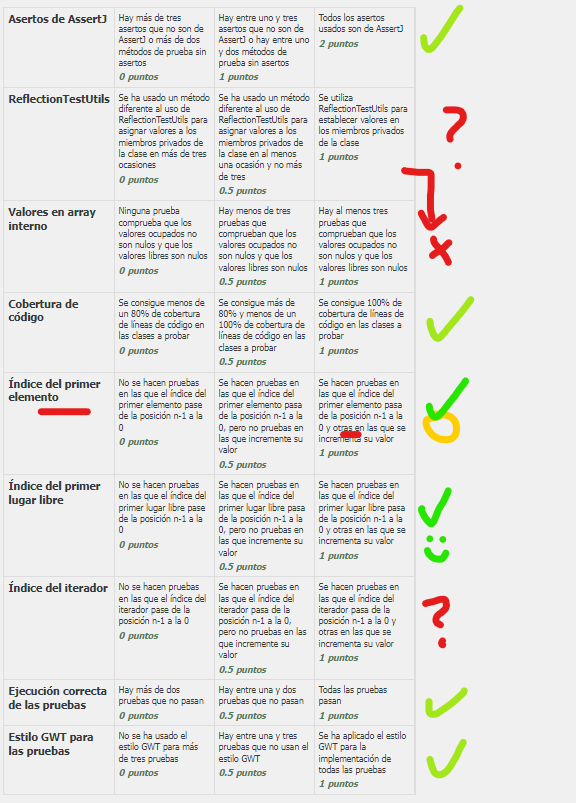 Asertos de AssertJ
Hay más de tres
asertos que no son de
AssertJ o más de dos
métodos de prueba sin
asertos
0 puntos
Hay entre uno y tres
asertos que no son de
AssertJ o hay entre uno
y dos métodos de
prueba sin asertos
1 puntos
Todos los asertos
usados son de AssertJ
2 puntos
ReflectionTestUtils
Se ha usado un método
diferente al uso de
ReflectionTestUtils para
asignar valores a los
miembros privados de
la clase en más de tres
ocasiones
0 puntos
Se ha usado un método
diferente al uso de
ReflectionTestUtils para
asignar valores a los
miembros privados de
la clase en al menos
una ocasión y no más
de tres
0.5 puntos
Se utiliza
ReflectionTestUtils para
establecer valores en
los miembros privados
de la clase
1 puntos
?
Valores en array
interno
Ninguna prueba
comprueba que los
valores ocupados no
son nulos y que los
valores libres son nulos
0 puntos
Hay menos de tres
pruebas que
comprueban que los
valores ocupados no
son nulos y que los
valores libres son nulos
0.5 puntos
Hay al menos tres
pruebas que
comprueban que los
valores ocupados no
son nulos y que los
valores libres son nulos
1 puntos
Cobertura de
código
Se consigue menos de
un 80% de cobertura
de líneas de código en
las clases a probar
0 puntos
Se consigue más de
80% y menos de un
100% de cobertura de
líneas de código en las
clases a probar
0.5 puntos
Se consigue 100% de
cobertura de líneas de
código en las clases a
probar
1 puntos
Índice del primer
elemento
No se hacen pruebas
en las que el índice del
primer elemento pase
de la posición n-1 a la
0
0 puntos
Se hacen pruebas en
las que el índice del
primer elemento pasa
de la posición n-1 a la
0, pero no pruebas en
las que incremente su
valor
0.5 puntos
Se hacen pruebas en
las que el índice del
primer elemento pasa
de la posición n-1 a la
0 y otras en las que se
incrementa su valor
1 puntos
Índice del primer
lugar libre
No se hacen pruebas
en las que el índice del
primer lugar libre pase
de la posición n-1 a la
0
0 puntos
Se hacen pruebas en
las que el índice del
primer lugar libre pasa
de la posición n-1 a la
0, pero no pruebas en
las que incremente su
valor
0.5 puntos
Se hacen pruebas en
las que el índice del
primer lugar libre pasa
de la posición n-1 a la
0 y otras en las que se
incrementa su valor
1 puntos
Índice del iterador
No se hacen pruebas
en las que el índice del
iterador pase de la
posición n-1 a la 0
0 puntos
Se hacen pruebas en
las que el índice del
iterador pasa de la
posición n-1 a la 0,
pero no pruebas en las
que incremente su
valor
0.5 puntos
Se hacen pruebas en
las que el índice del
iterador pasa de la
posición n-1 a la 0 y
otras en las que se
incrementa su valor
1 puntos
?
Ejecución correcta
de las pruebas
Hay más de dos
pruebas que no pasan
0 puntos
Hay entre una y dos
pruebas que no pasan
0.5 puntos
Todas las pruebas
pasan
1 puntos
Estilo GWT para
las pruebas
No se ha usado el
estilo GWT para más
de tres pruebas
0 puntos
Hay entre una y tres
pruebas que no usan el
estilo GWT
0.5 puntos
Se ha aplicado el estilo
GWT para la
implementación de
todas las pruebas
1 puntos